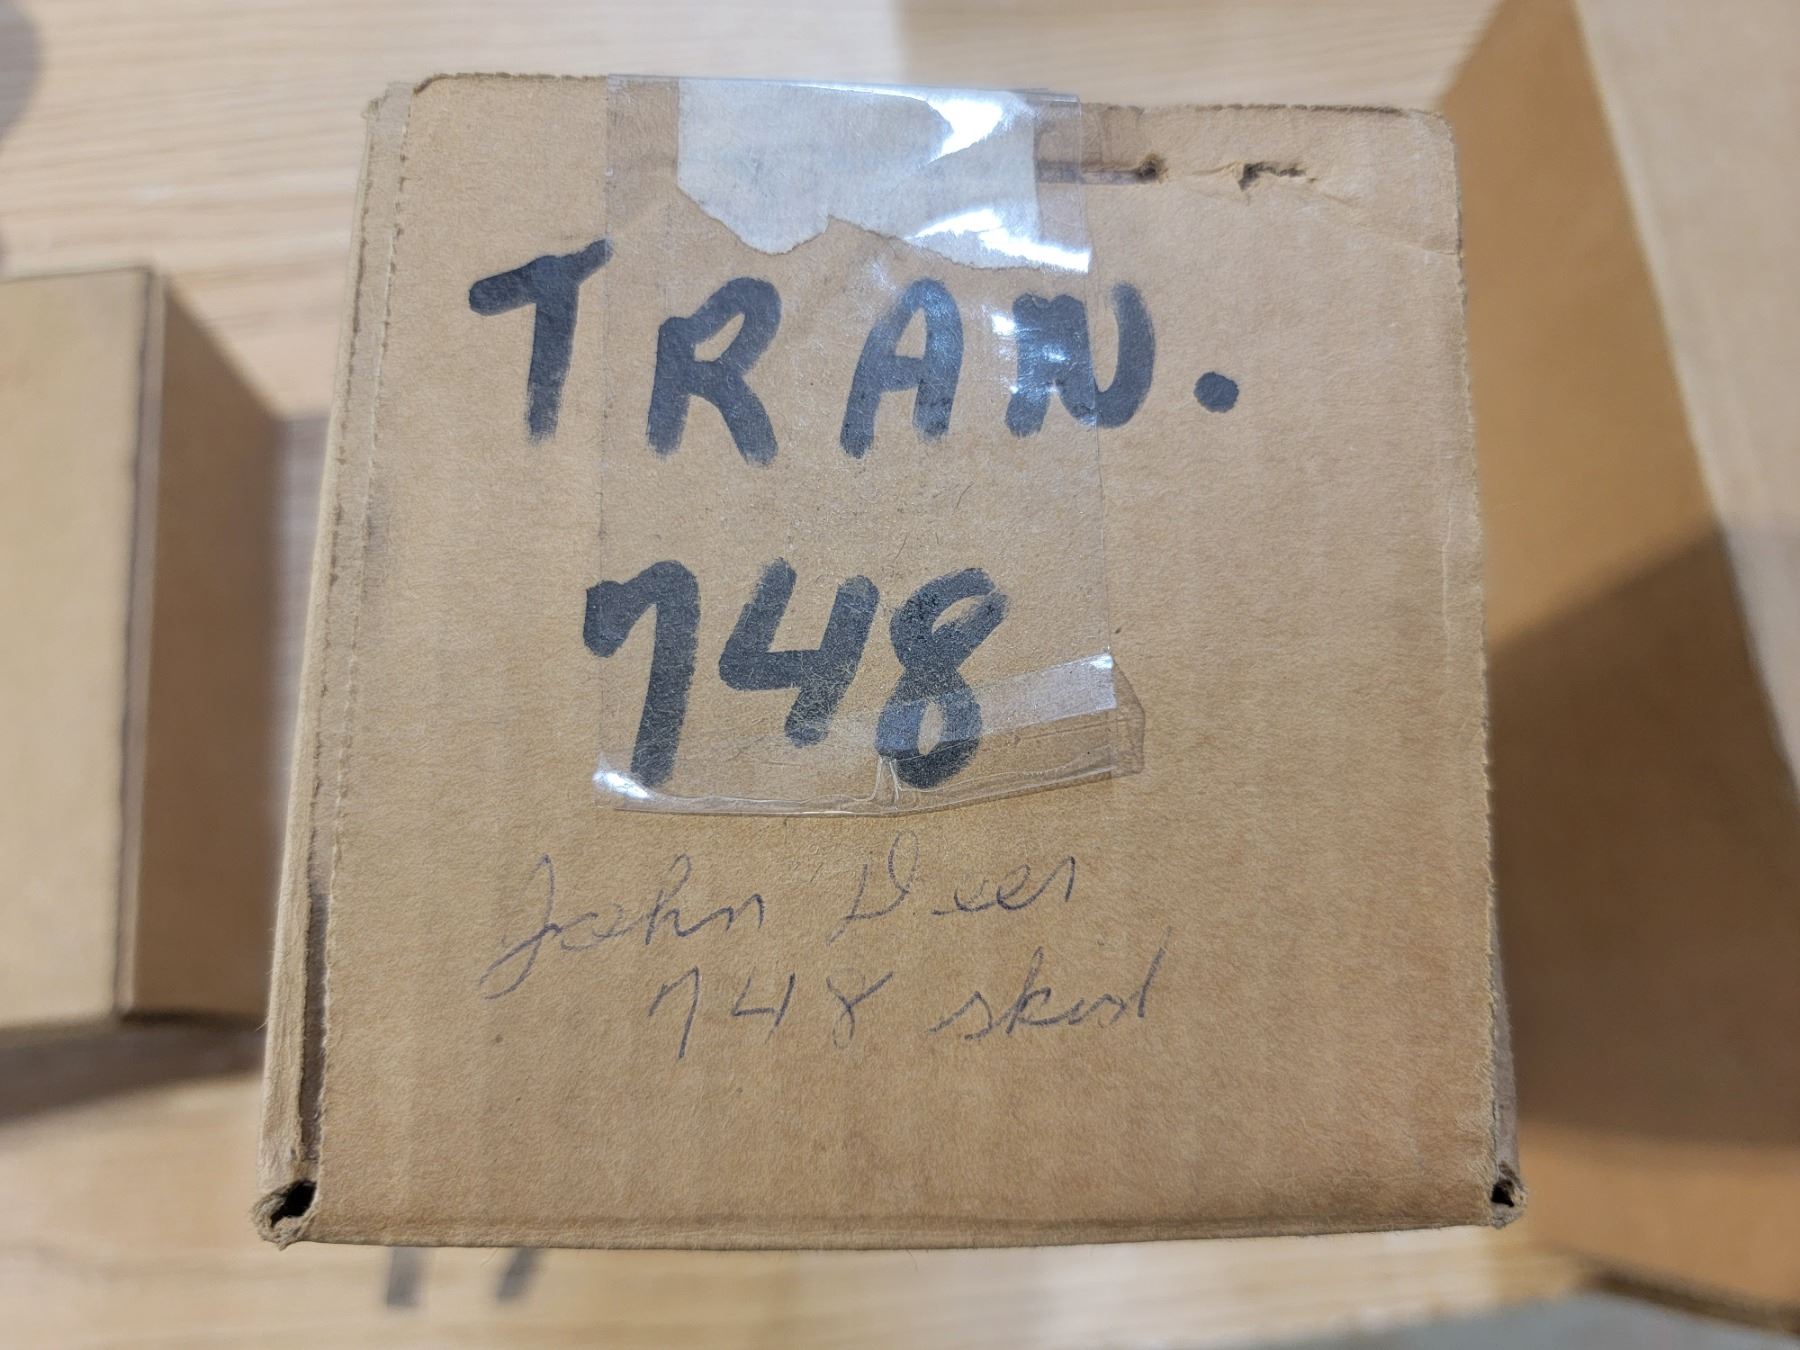 TRAN.
748
John Deer
748 skid